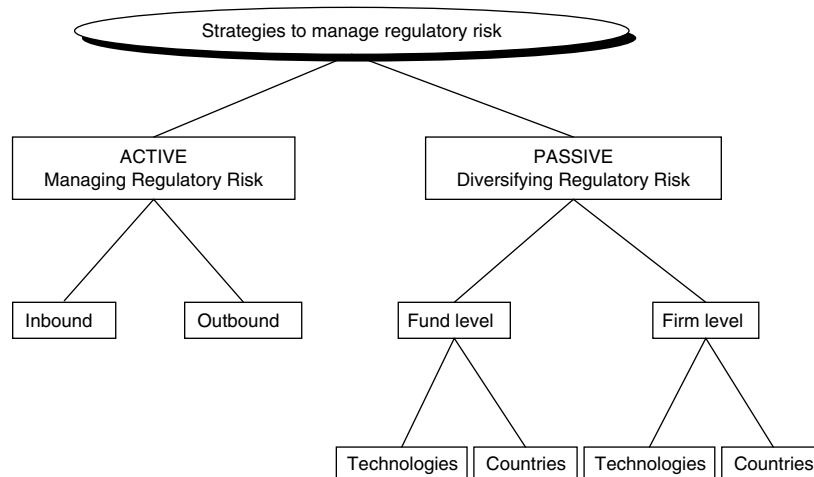 Strategies to manage regulatory risk
ACTIVE
Managing Regulatory Risk
PASSIVE
Diversifying Regulatory Risk
Inbound
Outbound
Fund level
Firm level
Technologies
Countries
Technologies
Countries